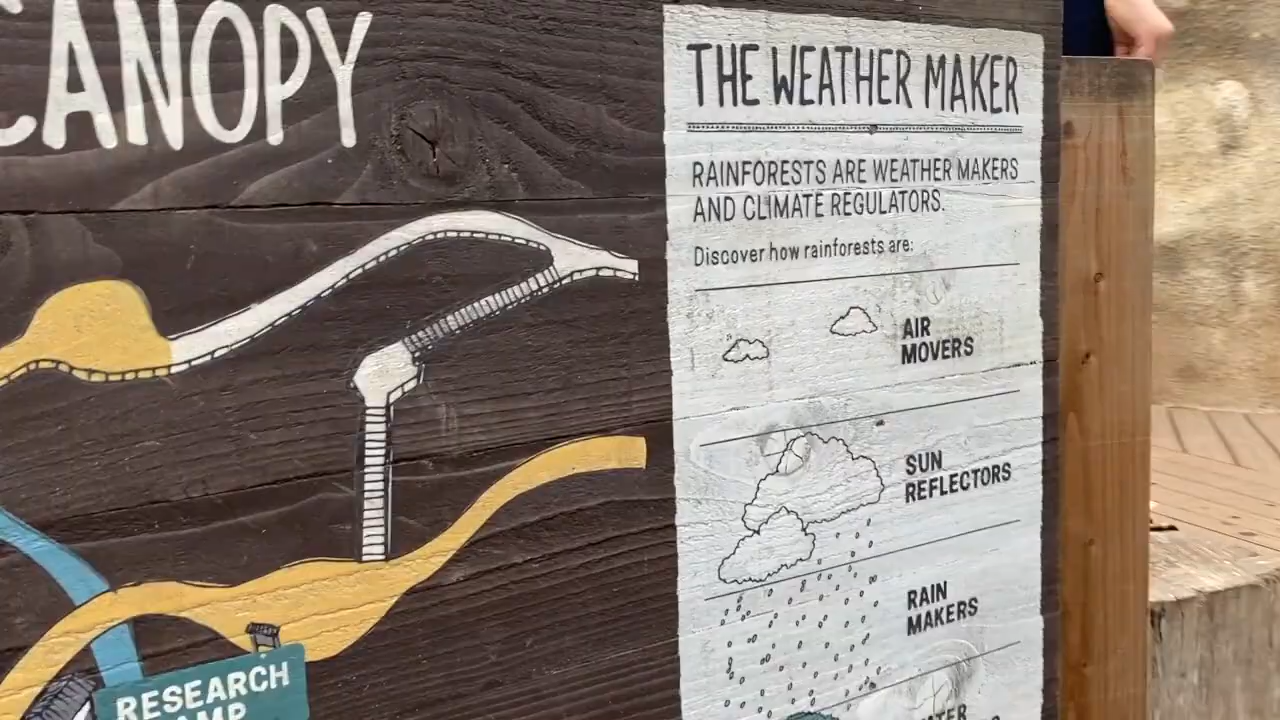 CANOPY
RESEARCH
THE WEATHER MAKER
RAINFORESTS ARE WEATHER MAKERS
AND CLIMATE REGULATORS.
Discover how rainforests are:
AIR
MOVERS
SUN
REFLECTORS
RAIN
MAKERS